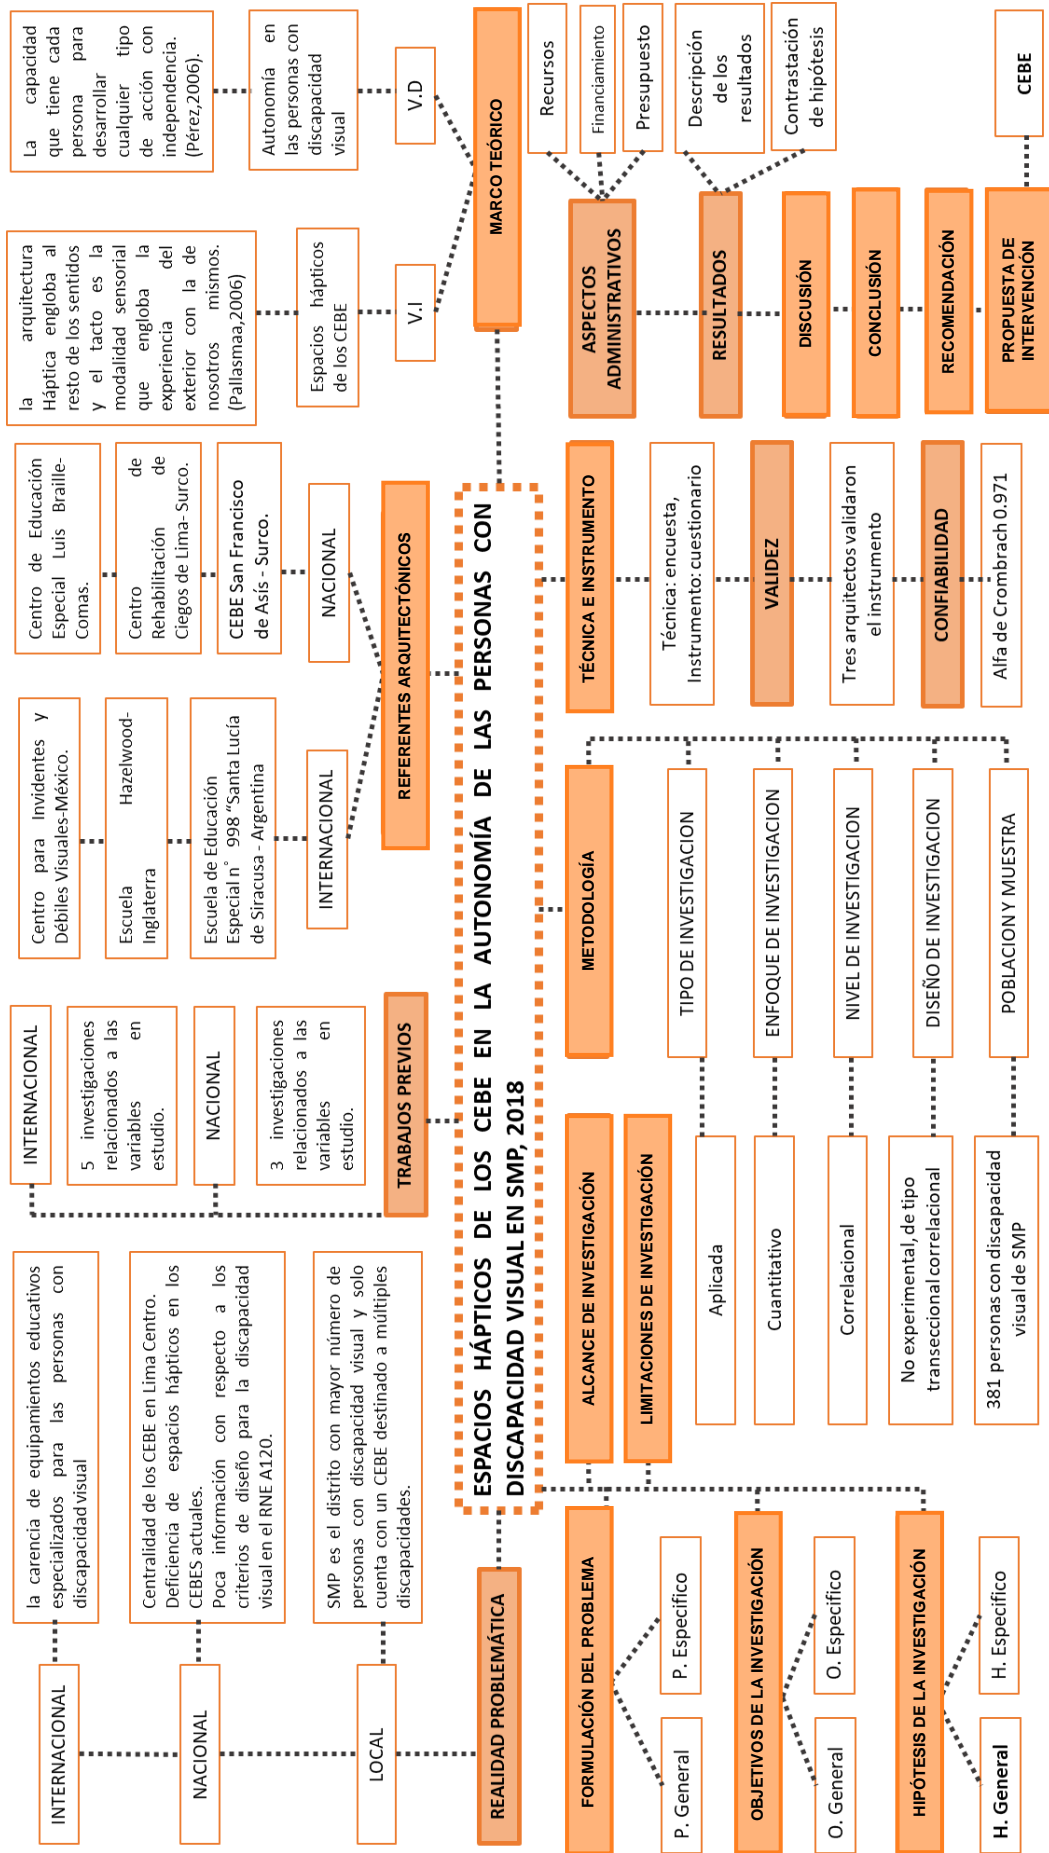 INTERNACIONAL
la carencia de equipamientos educativos
especializados para las personas con
discapacidad visual
NACIONAL
Centralidad de los CEBE en Lima Centro.
Deficiencia de espacios hápticos en los
CEBES actuales.
Poca información con respecto a los
criterios de diseño para la discapacidad
visual en el RNE A120.
LOCAL
SMP es el distrito con mayor número de
personas con discapacidad visual y solo
cuenta con un CEBE destinado a múltiples
discapacidades.
REALIDAD PROBLEMÁTICA
INTERNACIONAL
5 investigaciones
relacionados a las
variables en
estudio.
NACIONAL
3 investigaciones
relacionados a las
variables en
estudio.
TRABAJOS PREVIOS
Centro para Invidentes y
Débiles Visuales-México.
Escuela Hazelwood-
Inglaterra
Escuela de Educación
Especial n° 998 "Santa Lucía
de Siracusa - Argentina
INTERNACIONAL
Centro de Educación
Especial Luis Braille-
Comas.
Centro de
Rehabilitación de
Ciegos de Lima- Surco.
CEBE San Francisco
de Asís - Surco.
NACIONAL
REFERENTES ARQUITECTÓNICOS
la arquitectura
Háptica engloba al
resto de los sentidos
y el tacto es la
modalidad sensorial
que engloba la
experiencia del
exterior con la de
nosotros mismos.
(Pallasmaa,2006)
Espacios hápticos
de los CEBE
V.I
La capacidad
que tiene cada
persona para
desarrollar
cualquier tipo
de acción con
independencia.
(Pérez,2006).
Autonomía en
las personas con
discapacidad
visual
V.D
MARCO TEÓRICO
ESPACIOS HÁPTICOS DE LOS CEBE EN LA AUTONOMÍA DE LAS PERSONAS CON
DISCAPACIDAD VISUAL EN SMP, 2018
FORMULACIÓN DEL PROBLEMA
P. General
P. Especifico
OBJETIVOS DE LA INVESTIGACIÓN
O. General
O. Especifico
HIPÓTESIS DE LA INVESTIGACIÓN
H. General
H. Especifico
ALCANCE DE INVESTIGACIÓN
LIMITACIONES DE INVESTIGACIÓN
METODOLOGÍA
Aplicada
TIPO DE INVESTIGACION
Cuantitativo
ENFOQUE DE INVESTIGACION
Correlacional
NIVEL DE INVESTIGACION
No experimental, de tipo
transeccional correlacional
DISEÑO DE INVESTIGACION
381 personas con discapacidad
visual de SMP
POBLACION Y MUESTRA
TÉCNICA E INSTRUMENTO
Técnica: encuesta,
Instrumento: cuestionario
VALIDEZ
Tres arquitectos validaron
el instrumento
CONFIABILIDAD
Alfa de Crombrach 0.971
ASPECTOS
ADMINISTRATIVOS
Recursos
Financiamiento
Presupuesto
RESULTADOS
Descripción
de los
resultados
Contrastación
de hipótesis
DISCUSIÓN
CONCLUSIÓN
RECOMENDACIÓN
PROPUESTA DE
INTERVENCIÓN
CEBE